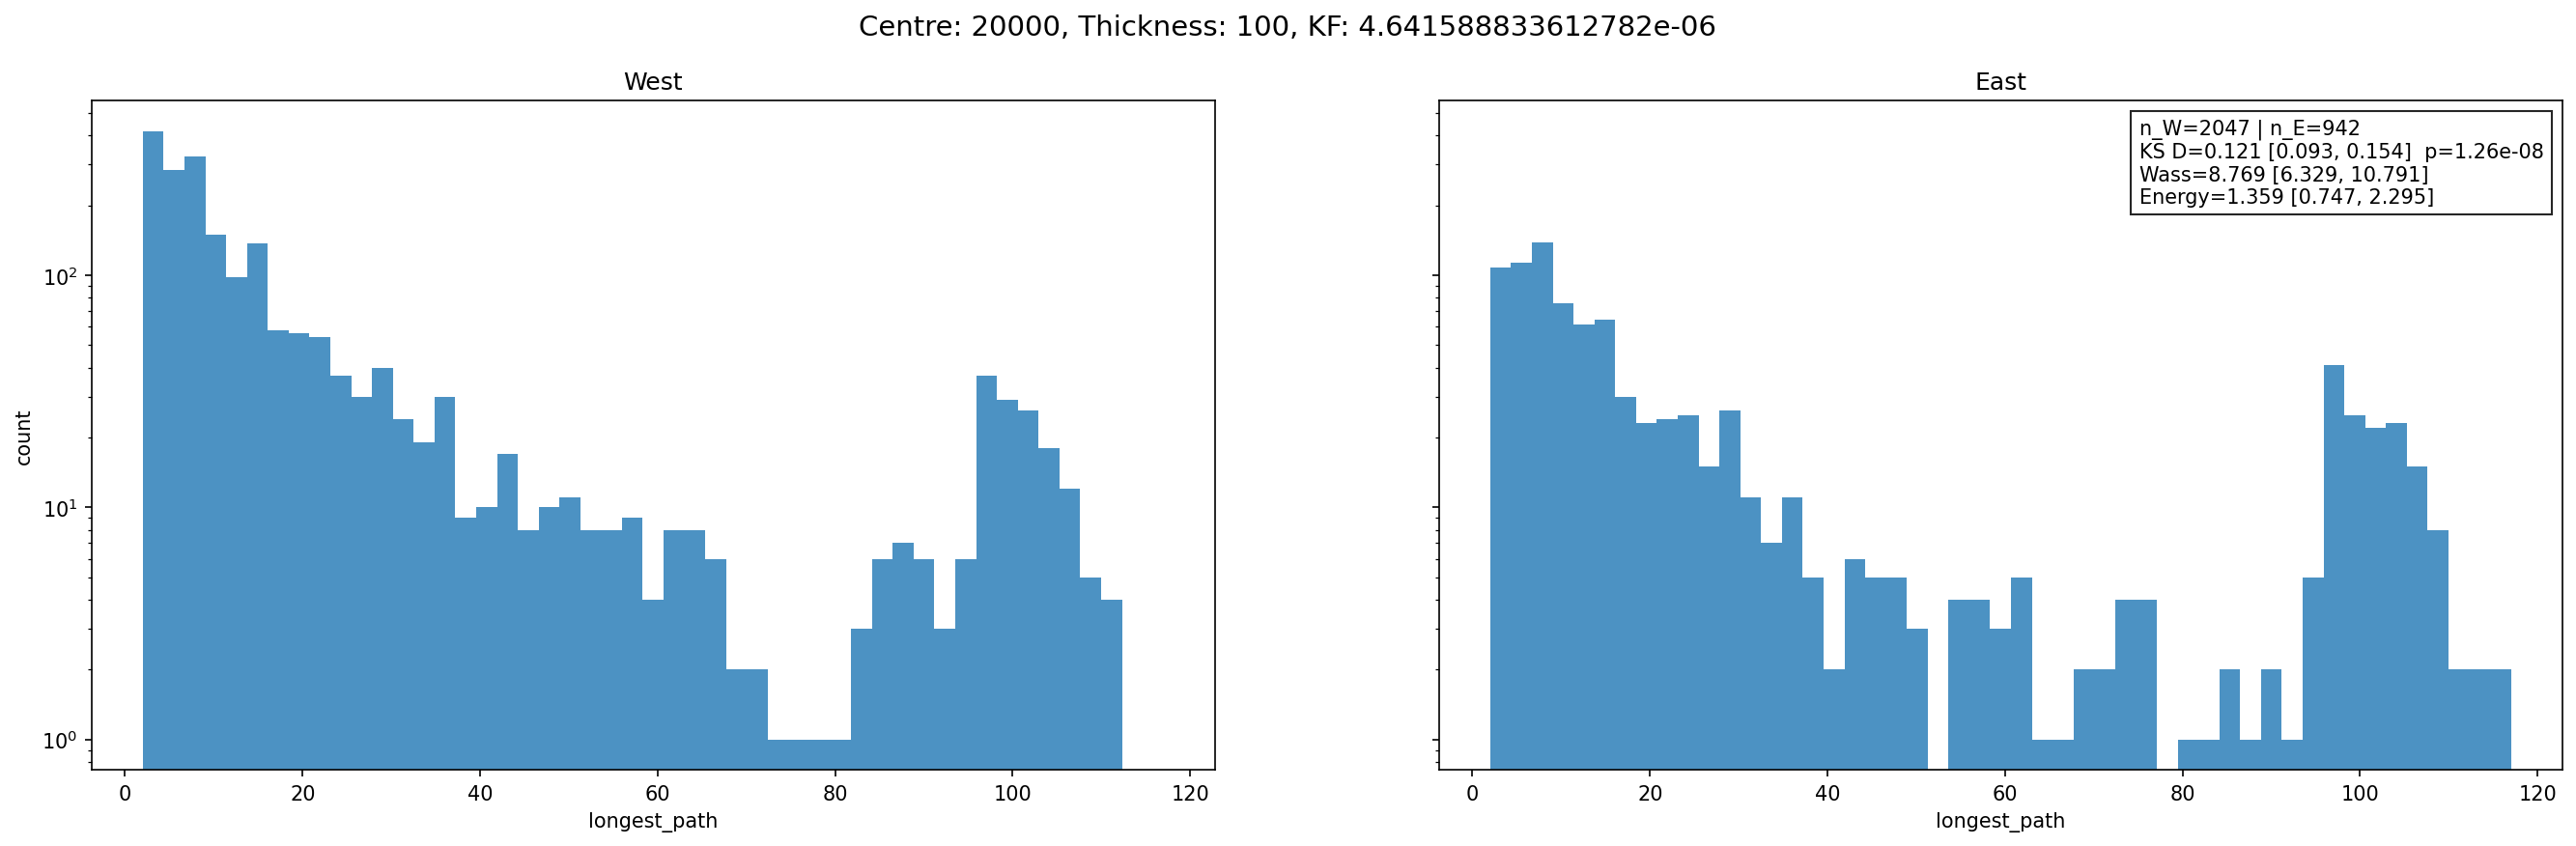 Centre: 20000, Thickness: 100, KF: 4.641588833612782e-06
West
count
10²
10¹
10⁰
0 20 40 60 80 100 120
longest_path
East
n_W=2047 | n_E=942
KS D=0.121 [0.093, 0.154]  p=1.26e-08
Wass=8.769 [6.329, 10.791]
Energy=1.359 [0.747, 2.295]
0 20 40 60 80 100 120
longest_path